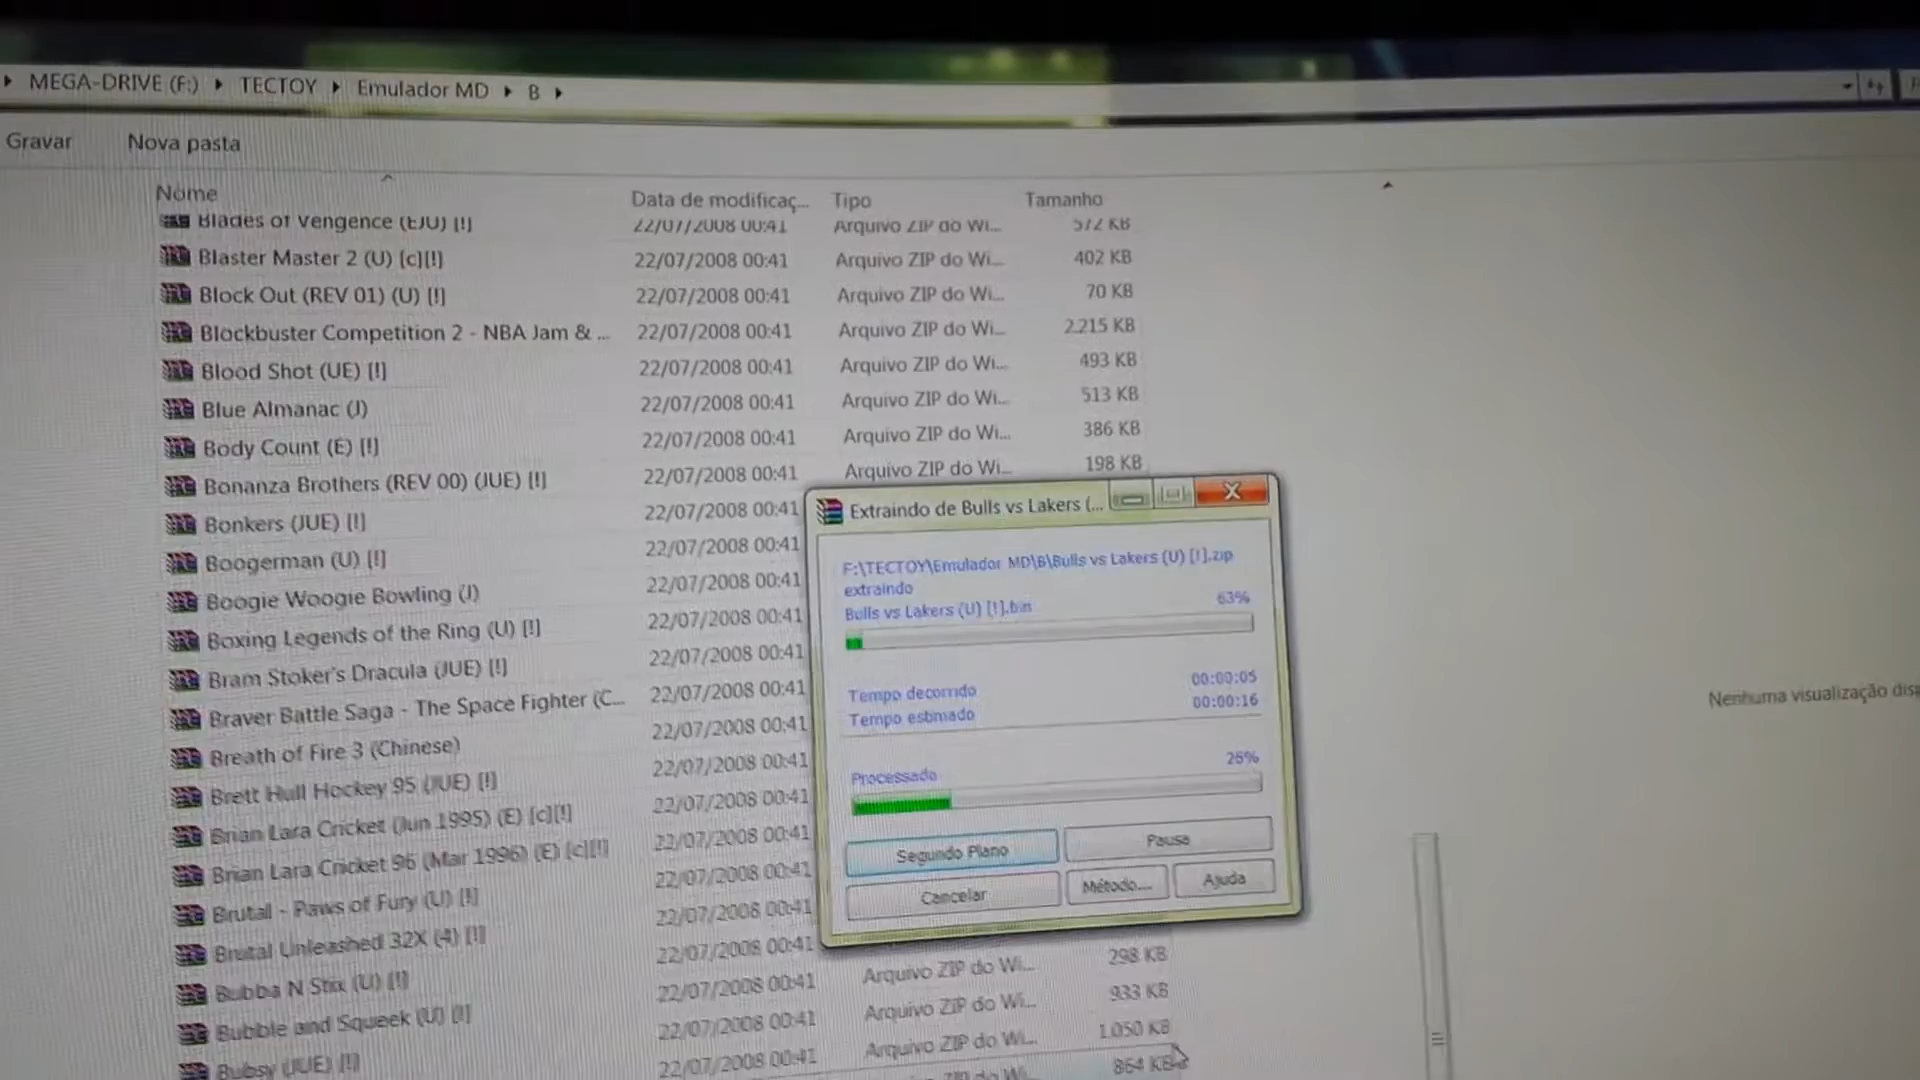 MEGA-DRIVE (F:) TECTOY Emulador MD B
Gravar Nova pasta
Nome Data de modificaç... Tipo Tamanho
Blades of Vengence (EJU) [!] 22/07/2008 00:41 Arquivo ZIP do Wi... 572 KB
Blaster Master 2 (U) [c][!] 22/07/2008 00:41 Arquivo ZIP do Wi... 402 KB
Block Out (REV 01) (U) [!] 22/07/2008 00:41 Arquivo ZIP do Wi... 70 KB
Blockbuster Competition 2 - NBA Jam & ... 22/07/2008 00:41 Arquivo ZIP do Wi... 2.215 KB
Blood Shot (UE) [!] 22/07/2008 00:41 Arquivo ZIP do Wi... 493 KB
Blue Almanac (J) 22/07/2008 00:41 Arquivo ZIP do Wi... 513 KB
Body Count (E) [!] 22/07/2008 00:41 Arquivo ZIP do Wi... 386 KB
Bonanza Brothers (REV 00) (JUE) [!] 22/07/2008 00:41 Arquivo ZIP do Wi... 198 KB
Bonkers (JUE) [!] 22/07/2008 00:41
Boogerman (U) [!] 22/07/2008 00:41
Boogie Woogie Bowling (J) 22/07/2008 00:41
Boxing Legends of the Ring (U) [!] 22/07/2008 00:41
Bram Stoker's Dracula (JUE) [!] 22/07/2008 00:41
Braver Battle Saga - The Space Fighter (C... 22/07/2008 00:41
Breath of Fire 3 (Chinese) 22/07/2008 00:41
Brett Hull Hockey 95 (JUE) [!] 22/07/2008 00:41
Brian Lara Cricket (Jun 1995) (E) [c][!] 22/07/2008 00:41
Brian Lara Cricket 96 (Mar 1996) (E) [c][!] 22/07/2008 00:41
Brutal - Paws of Fury (U) [!] 22/07/2008 00:41
Brutal Unleashed 32X (4) [!] 22/07/2008 00:41
Bubba N Stix (U) [!] 22/07/2008 00:41 Arquivo ZIP do Wi... 298 KB
Bubble and Squeek (U) [!] 22/07/2008 00:41 Arquivo ZIP do Wi... 933 KB
Bubsy (JUE) [!] 22/07/2008 00:41 Arquivo ZIP do Wi... 1.050 KB
864 KB
Extraindo de Bulls vs Lakers (...
F:\TECTOY\Emulador MD\B\Bulls vs Lakers (U) [!].zip
extraindo
Bulls vs Lakers (U) [!].bin 63%
Tempo decorrido 00:00:05
Tempo estimado 00:00:16
Processado 25%
Segundo Plano Pausa
Cancelar Método... Ajuda
Nenhuma visualização disp